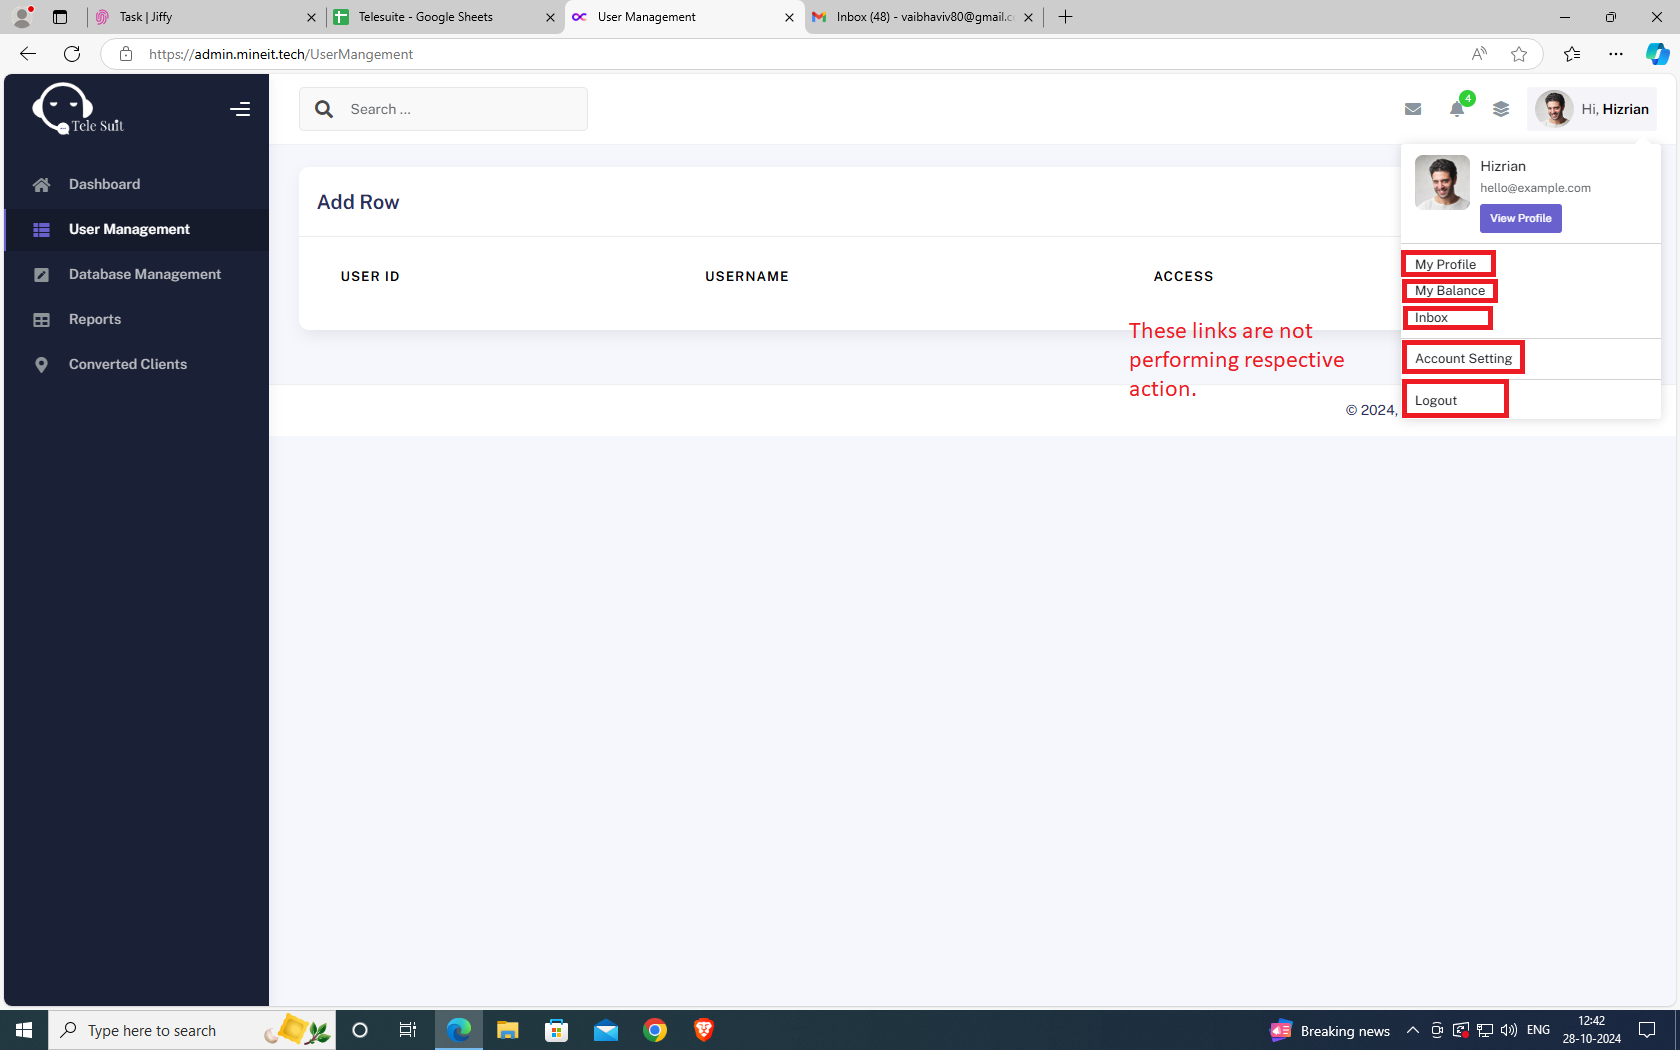 Task | Jiffy
Telesuite - Google Sheets
User Management
Inbox (48) - vaibhaviv80@gmail.c
https://admin.mineit.tech/UserMangement
Tele Suit
Search ...
4
Hi, Hizrian
Hizrian
hello@example.com
View Profile
Dashboard
User Management
Database Management
Reports
Converted Clients
Add Row
USER ID
USERNAME
ACCESS
My Profile
My Balance
Inbox
Account Setting
Logout
These links are not
performing respective
action.
© 2024,
Type here to search
Breaking news
ENG
12:42
28-10-2024